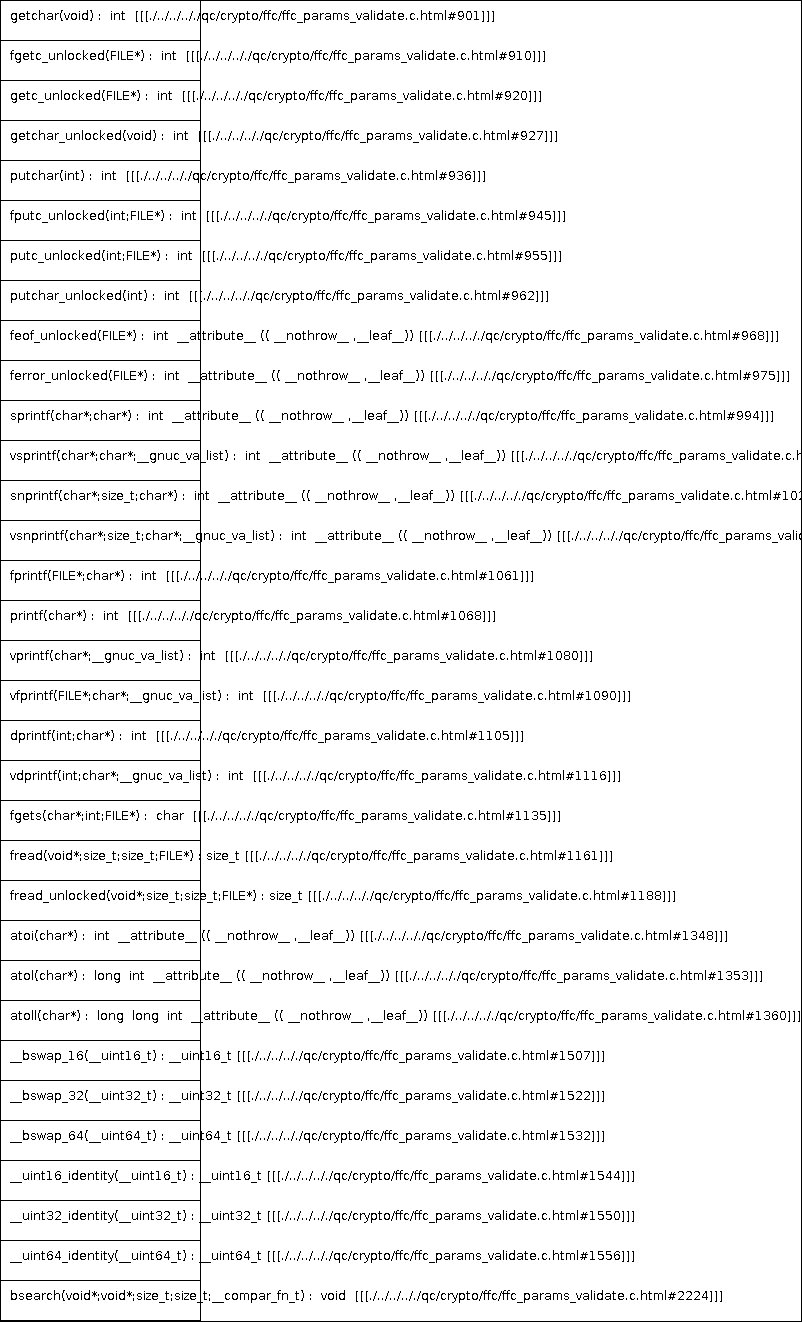 getchar(void) : int [[[./../../../qc/crypto/ffc/ffc_params_validate.c.html#901]]]
fgetc_unlocked(FILE*) : int [[[./../../../qc/crypto/ffc/ffc_params_validate.c.html#910]]]
getc_unlocked(FILE*) : int [[[./../../../qc/crypto/ffc/ffc_params_validate.c.html#920]]]
getchar_unlocked(void) : int [[[./../../../qc/crypto/ffc/ffc_params_validate.c.html#927]]]
putchar(int) : int [[[./../../../qc/crypto/ffc/ffc_params_validate.c.html#936]]]
fputc_unlocked(int;FILE*) : int [[[./../../../qc/crypto/ffc/ffc_params_validate.c.html#945]]]
putc_unlocked(int;FILE*) : int [[[./../../../qc/crypto/ffc/ffc_params_validate.c.html#955]]]
putchar_unlocked(int) : int [[[./../../../qc/crypto/ffc/ffc_params_validate.c.html#962]]]
feof_unlocked(FILE*) : int __attribute__ (( __nothrow__ ,__leaf__)) [[[./../../../qc/crypto/ffc/ffc_params_validate.c.html#968]]]
ferror_unlocked(FILE*) : int __attribute__ (( __nothrow__ ,__leaf__)) [[[./../../../qc/crypto/ffc/ffc_params_validate.c.html#975]]]
sprintf(char*;char*) : int __attribute__ (( __nothrow__ ,__leaf__)) [[[./../../../qc/crypto/ffc/ffc_params_validate.c.html#994]]]
vsprintf(char*;char*;__gnuc_va_list) : int __attribute__ (( __nothrow__ ,__leaf__)) [[[./../../../qc/crypto/ffc/ffc_params_validate.c.h
snprintf(char*;size_t;char*) : int __attribute__ (( __nothrow__ ,__leaf__)) [[[./../../../qc/crypto/ffc/ffc_params_validate.c.html#102
vsnprintf(char*;size_t;char*;__gnuc_va_list) : int __attribute__ (( __nothrow__ ,__leaf__)) [[[./../../../qc/crypto/ffc/ffc_params_valid
fprintf(FILE*;char*) : int [[[./../../../qc/crypto/ffc/ffc_params_validate.c.html#1061]]]
printf(char*) : int [[[./../../../qc/crypto/ffc/ffc_params_validate.c.html#1068]]]
vprintf(char*;__gnuc_va_list) : int [[[./../../../qc/crypto/ffc/ffc_params_validate.c.html#1080]]]
vfprintf(FILE*;char*;__gnuc_va_list) : int [[[./../../../qc/crypto/ffc/ffc_params_validate.c.html#1090]]]
dprintf(int;char*) : int [[[./../../../qc/crypto/ffc/ffc_params_validate.c.html#1105]]]
vdprintf(int;char*;__gnuc_va_list) : int [[[./../../../qc/crypto/ffc/ffc_params_validate.c.html#1116]]]
fgets(char*;int;FILE*) : char [[[./../../../qc/crypto/ffc/ffc_params_validate.c.html#1135]]]
fread(void*;size_t;size_t;FILE*) : size_t [[[./../../../qc/crypto/ffc/ffc_params_validate.c.html#1161]]]
fread_unlocked(void*;size_t;size_t;FILE*) : size_t [[[./../../../qc/crypto/ffc/ffc_params_validate.c.html#1188]]]
atoi(char*) : int __attribute__ (( __nothrow__ ,__leaf__)) [[[./../../../qc/crypto/ffc/ffc_params_validate.c.html#1348]]]
atol(char*) : long int __attribute__ (( __nothrow__ ,__leaf__)) [[[./../../../qc/crypto/ffc/ffc_params_validate.c.html#1353]]]
atoll(char*) : long long int __attribute__ (( __nothrow__ ,__leaf__)) [[[./../../../qc/crypto/ffc/ffc_params_validate.c.html#1360]]]
__bswap_16(__uint16_t) : __uint16_t [[[./../../../qc/crypto/ffc/ffc_params_validate.c.html#1507]]]
__bswap_32(__uint32_t) : __uint32_t [[[./../../../qc/crypto/ffc/ffc_params_validate.c.html#1522]]]
__bswap_64(__uint64_t) : __uint64_t [[[./../../../qc/crypto/ffc/ffc_params_validate.c.html#1532]]]
__uint16_identity(__uint16_t) : __uint16_t [[[./../../../qc/crypto/ffc/ffc_params_validate.c.html#1544]]]
__uint32_identity(__uint32_t) : __uint32_t [[[./../../../qc/crypto/ffc/ffc_params_validate.c.html#1550]]]
__uint64_identity(__uint64_t) : __uint64_t [[[./../../../qc/crypto/ffc/ffc_params_validate.c.html#1556]]]
bsearch(void*;void*;size_t;size_t;__compar_fn_t) : void [[[./../../../qc/crypto/ffc/ffc_params_validate.c.html#2224]]]